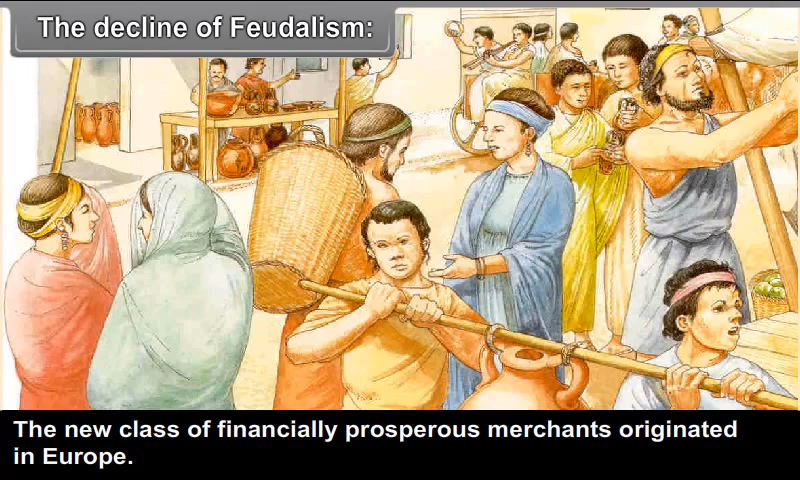 The decline of Feudalism:
The new class of financially prosperous merchants originated
in Europe.